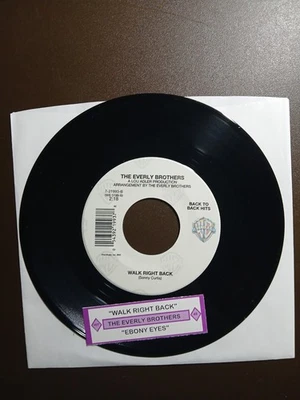 THE EVERLY BROTHERS
A LOU ADLER PRODUCTION
ARRANGEMENT BY THE EVERLY BROTHERS
2:18
BACK TO
BACK HITS
WALK RIGHT BACK
(Sonny Curtis)
"WALK RIGHT BACK"
THE EVERLY BROTHERS
"EBONY EYES"